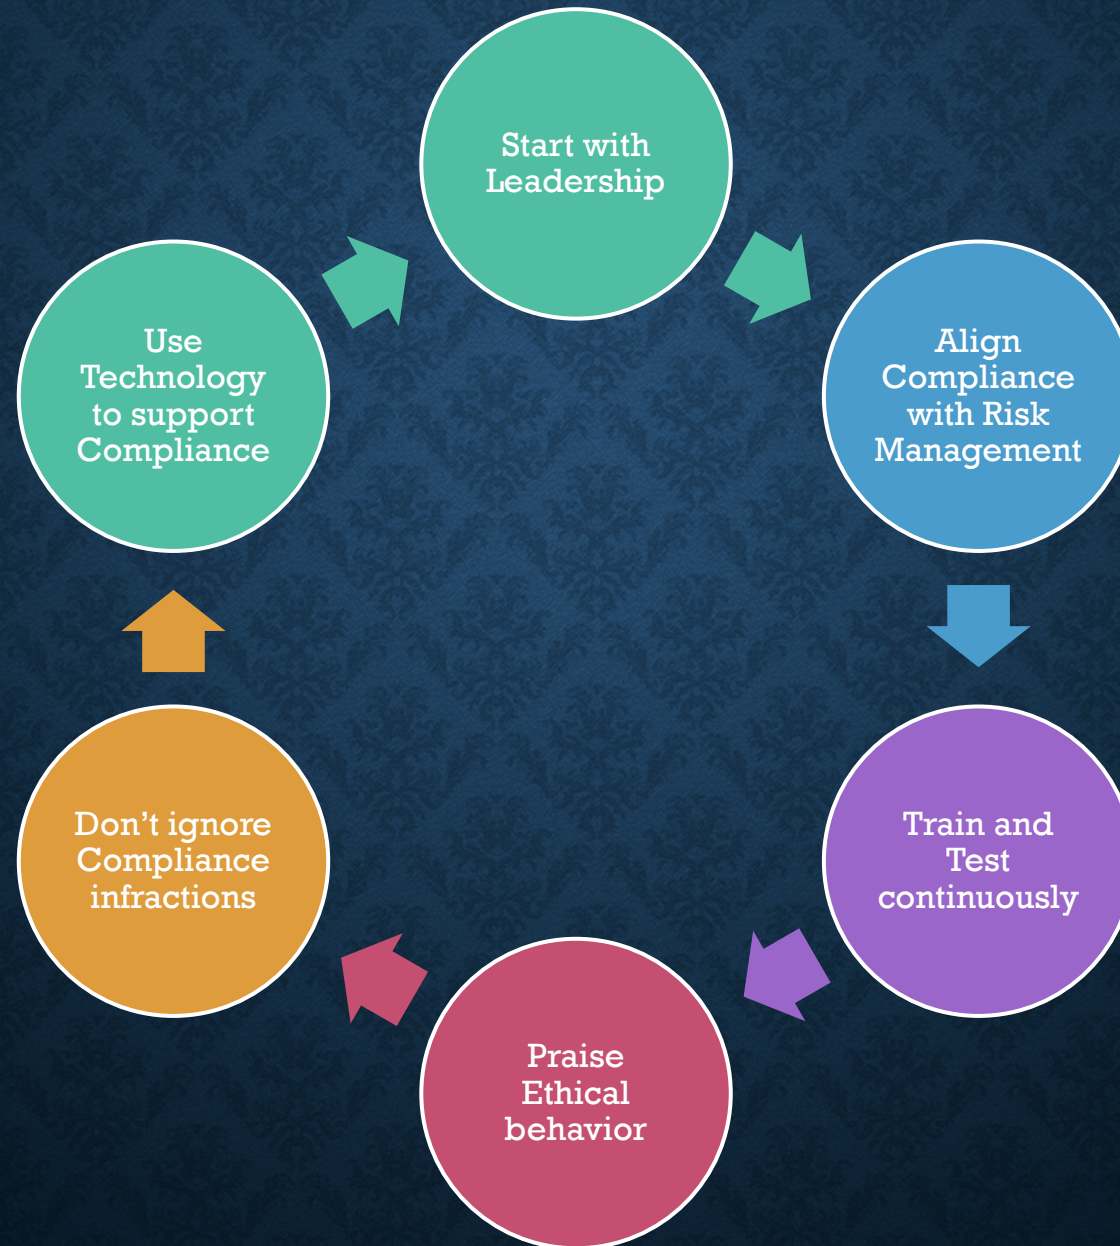 Start with
Leadership
Align
Compliance
with Risk
Management
Train and
Test
continuously
Praise
Ethical
behavior
Don’t ignore
Compliance
infractions
Use
Technology
to support
Compliance